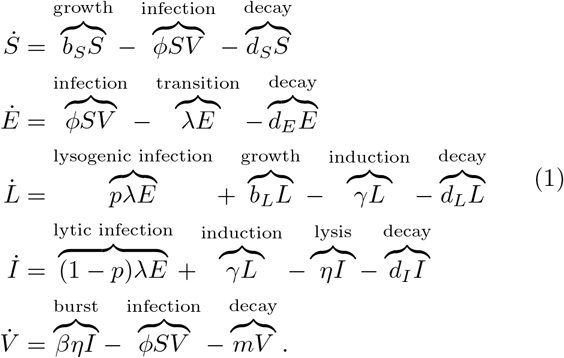 growth infection decay
Ṡ = b_S S − ϕSV − d_S S
infection transition decay
Ė = ϕSV − λE − d_E E
lysogenic infection growth induction decay
L̇ = pλE + b_L L − γL − d_L L (1)
lytic infection induction lysis decay
İ = (1 − p)λE + γL − ηI − d_I I
burst infection decay
V̇ = βηI − ϕSV − mV .